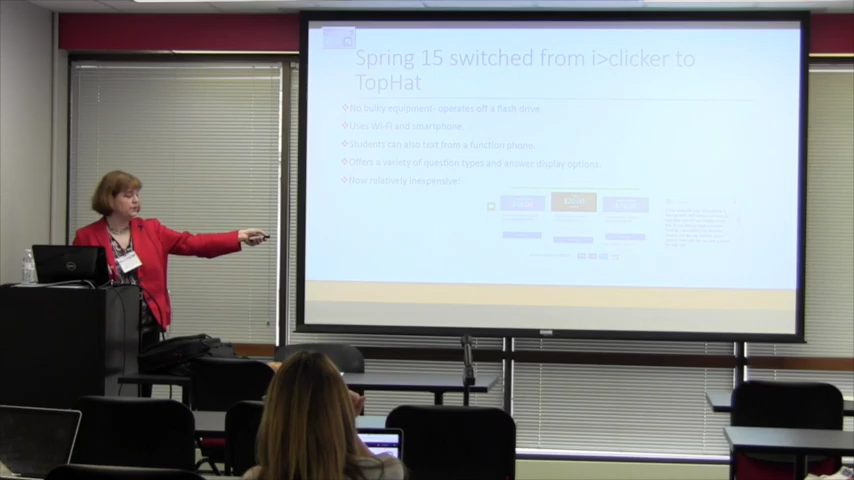 Spring 15 switched from i>clicker to
TopHat
❖No bulky equipment- operates off a flash drive.
❖Uses Wi-Fi and smartphone.
❖Students can also text from a function phone.
❖Offers a variety of question types and answer display options.
❖Now relatively inexpensive: